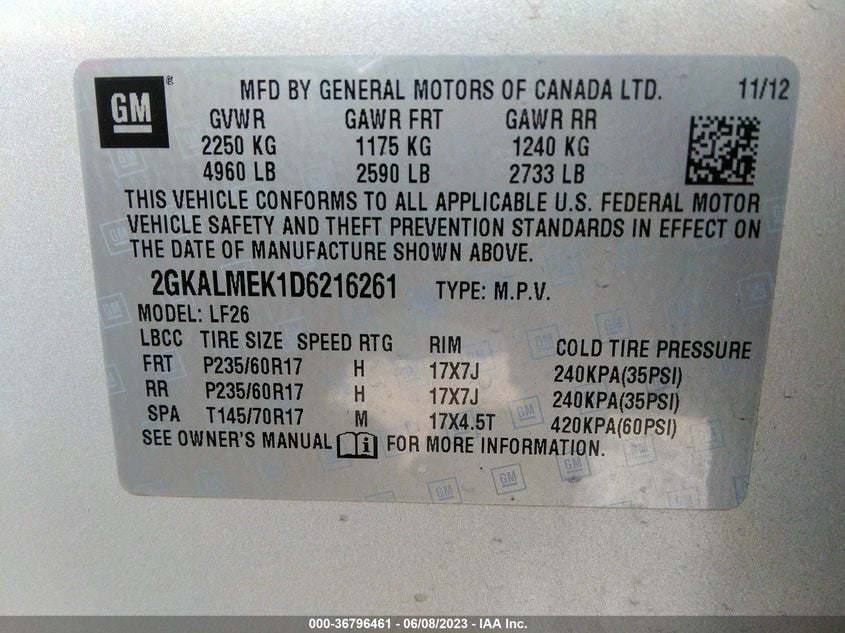 GM ®
MFD BY GENERAL MOTORS OF CANADA LTD. 11/12
GVWR GAWR FRT GAWR RR
2250 KG 1175 KG 1240 KG
4960 LB 2590 LB 2733 LB
THIS VEHICLE CONFORMS TO ALL APPLICABLE U.S. FEDERAL MOTOR
VEHICLE SAFETY AND THEFT PREVENTION STANDARDS IN EFFECT ON
THE DATE OF MANUFACTURE SHOWN ABOVE.
2GKALMEK1D6216261 TYPE: M.P.V.
MODEL: LF26
LBCC TIRE SIZE SPEED RTG RIM COLD TIRE PRESSURE
FRT P235/60R17 H 17X7J 240KPA(35PSI)
RR P235/60R17 H 17X7J 240KPA(35PSI)
SPA T145/70R17 M 17X4.5T 420KPA(60PSI)
SEE OWNER'S MANUAL FOR MORE INFORMATION.
000-36796461 - 06/08/2023 - IAA Inc.